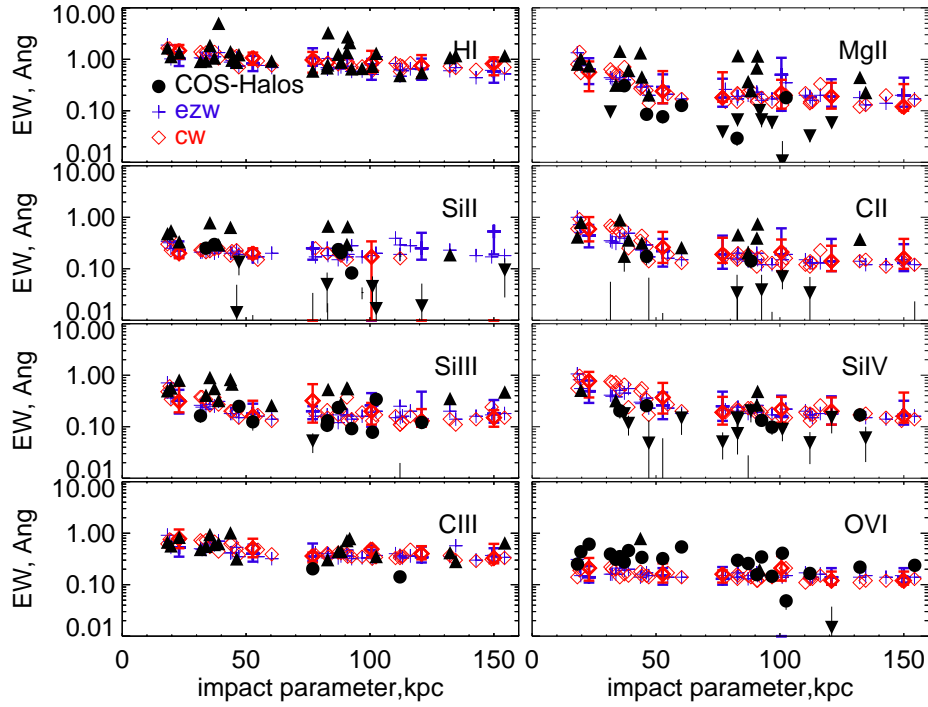 EW, Ang
10.00
1.00
0.10
0.01
HI
COS-Halos
ezw
cw
MgII
EW, Ang
10.00
1.00
0.10
0.01
SiII
CII
EW, Ang
10.00
1.00
0.10
0.01
SiIII
SiIV
EW, Ang
10.00
1.00
0.10
0.01
CIII
OVI
0 50 100 150
0 50 100 150
impact parameter,kpc
impact parameter,kpc